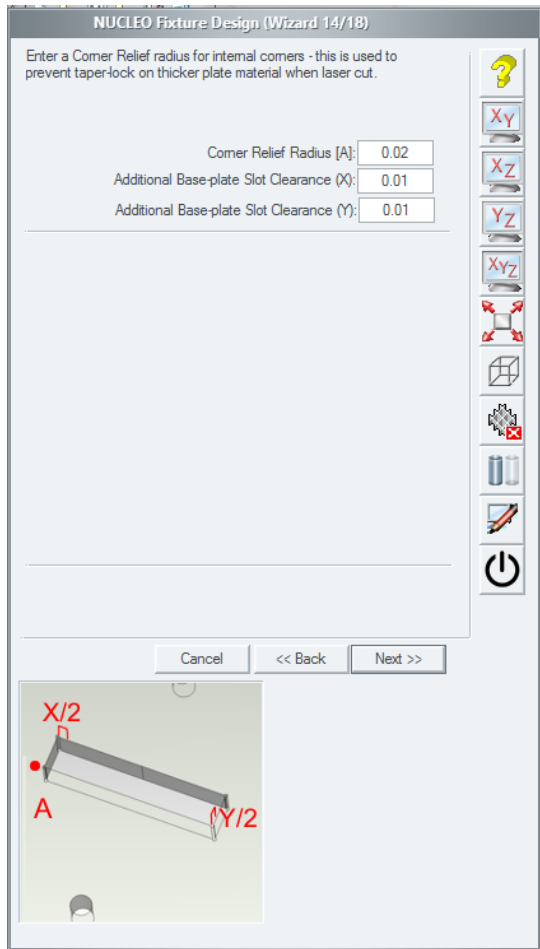 NUCLEO Fixture Design (Wizard 14/18)
Enter a Corner Relief radius for internal corners - this is used to
prevent taper-lock on thicker plate material when laser cut.
?
XY
Corner Relief Radius [A]: 0.02
XZ
Additional Base-plate Slot Clearance (X): 0.01
Additional Base-plate Slot Clearance (Y): 0.01
YZ
XYZ
Cancel
<< Back
Next >>
X/2
A
Y/2